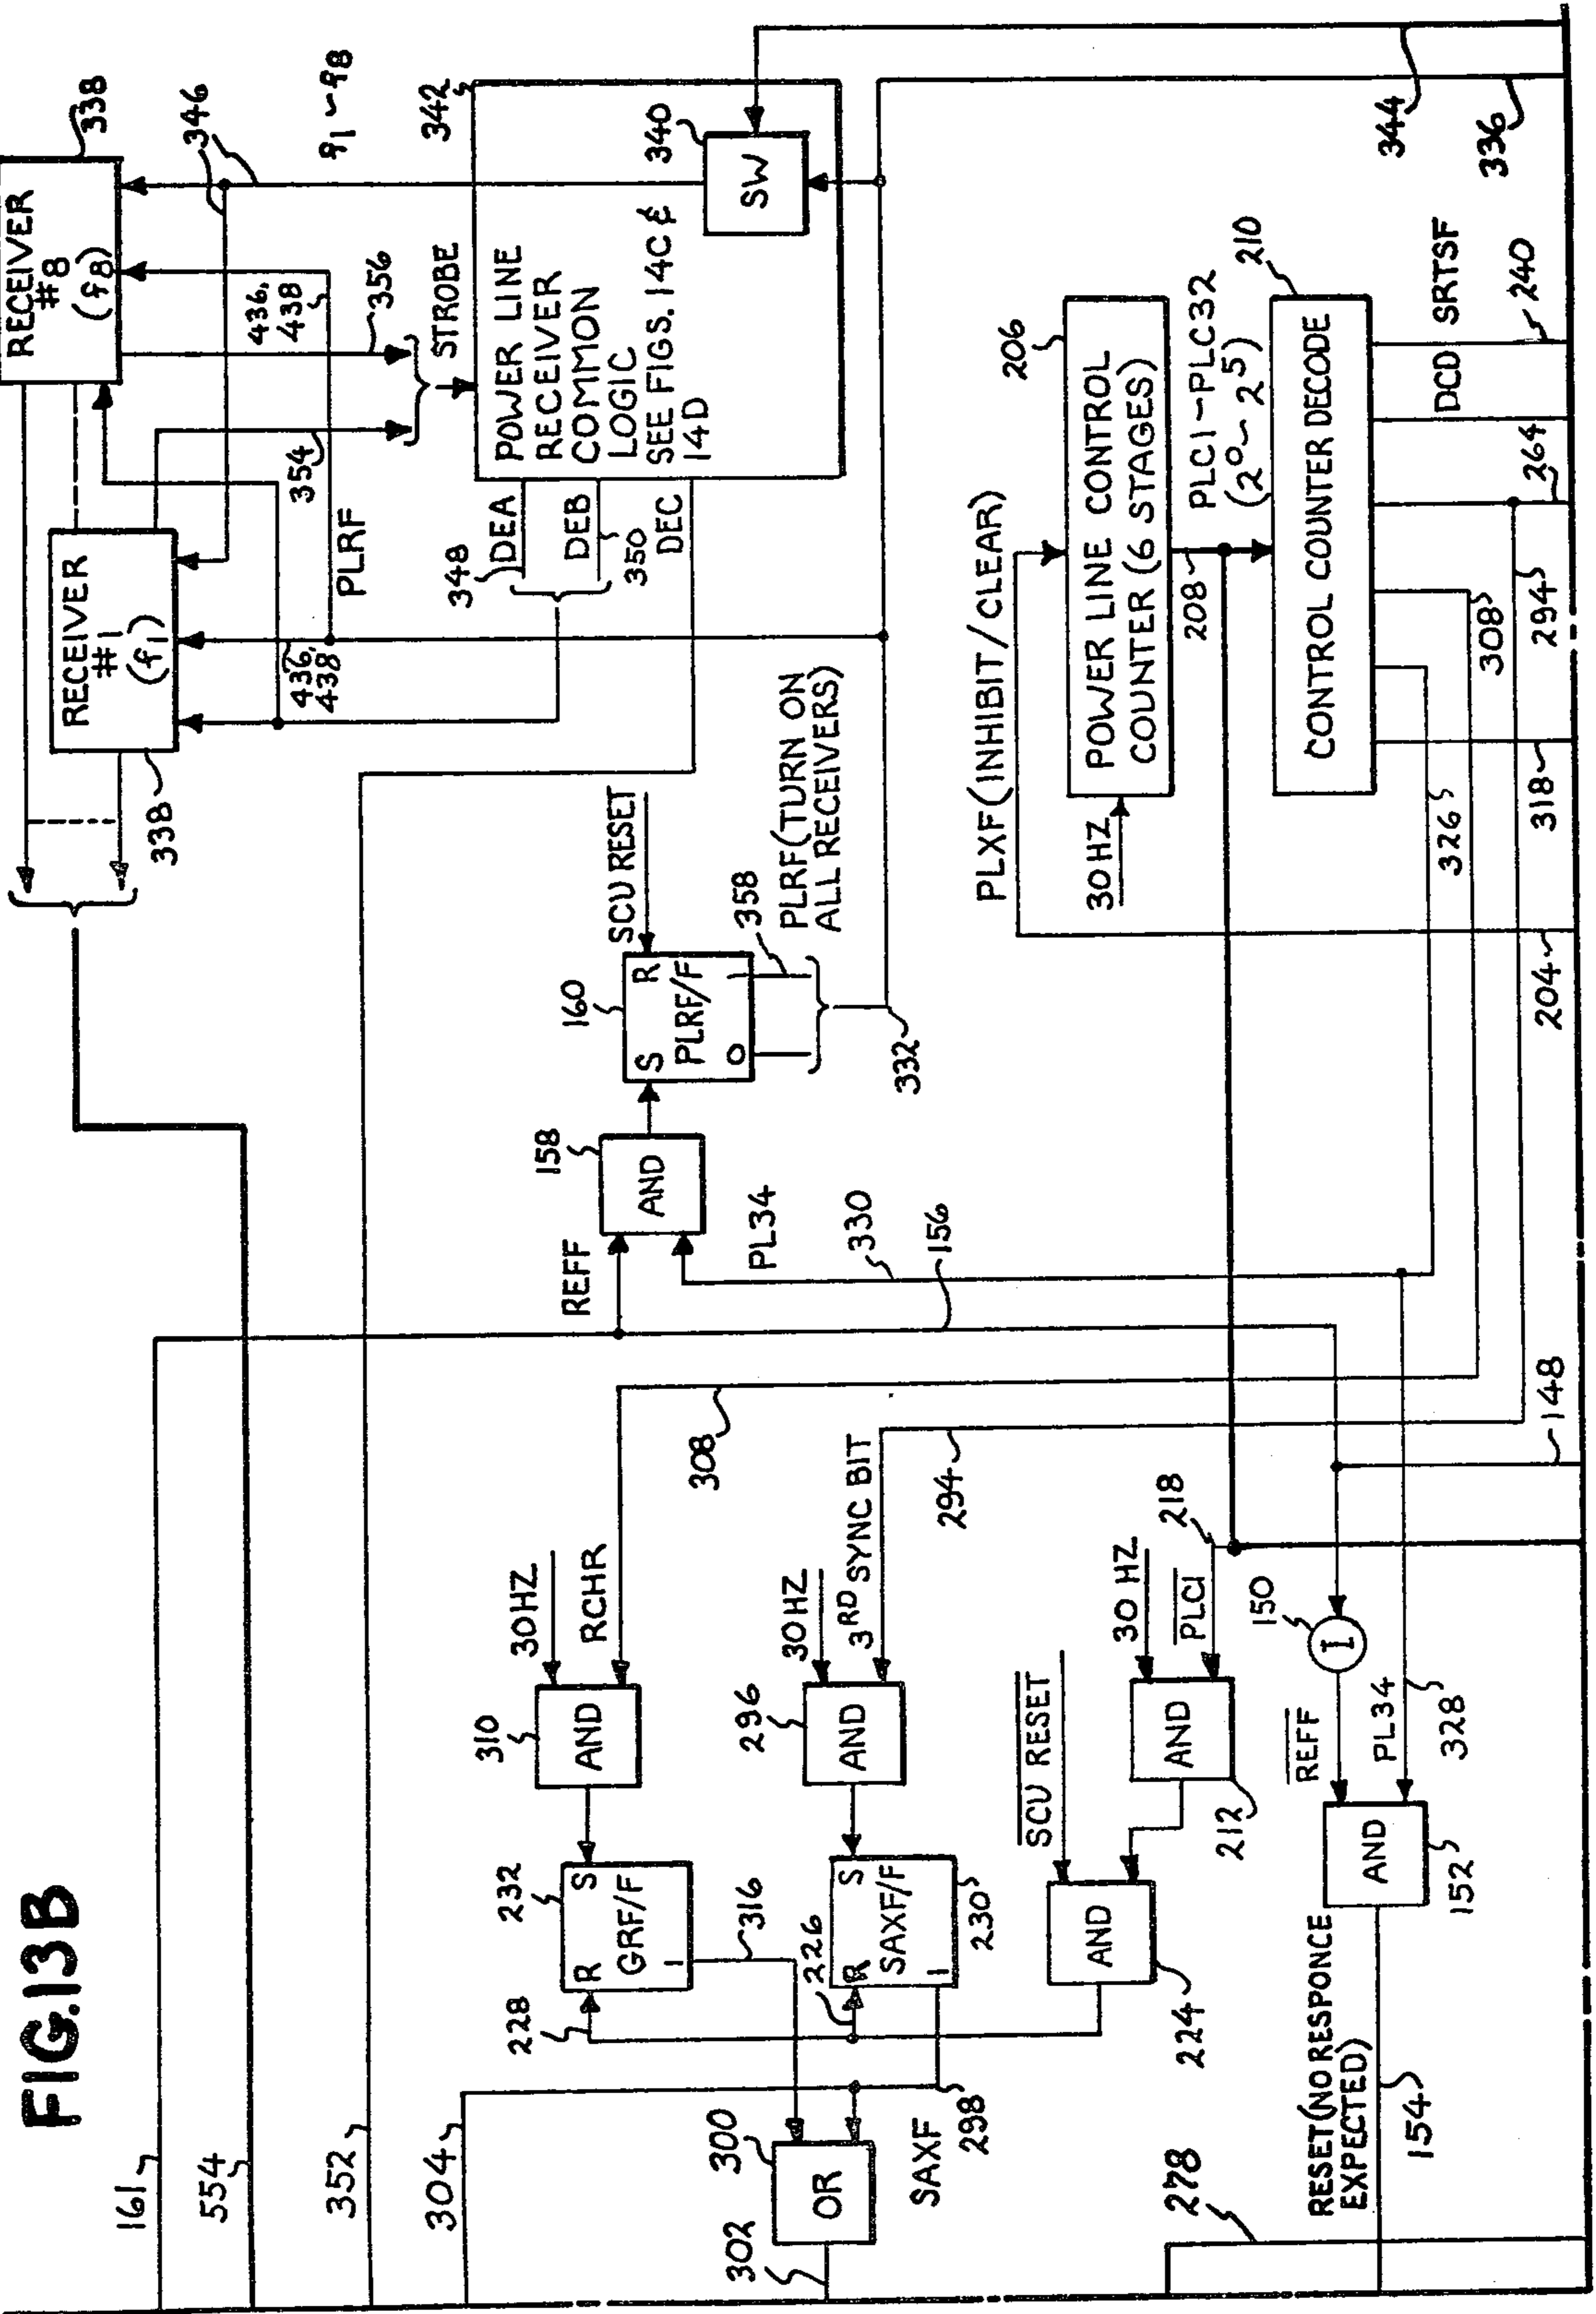 FIG.13B
161
554
352
304
302
300
OR
SAXF
298
278
154
RESET(NO RESPONCE
EXPECTED)
228
232
R
S
GRF/F
1
316
226
R
S
SAXF/F
1
230
224
AND
SCU RESET
152
AND
REFF
PL34
328
150
I
310
AND
30HZ
RCHR
296
AND
30HZ
3RD SYNC BIT
212
AND
30 HZ
PLC1
218
308
294
148
REFF
PL34
330
156
158
AND
160
S
R
PLRF/F
0
1
SCU RESET
358
PLRF(TURN ON
ALL RECEIVERS)
332
338
RECEIVER
#1
(f1)
436,
438
PLRF
354
348
DEA
DEB
350
DEC
RECEIVER
#8
(f8)
338
346
436,
438
356
STROBE
f1-f8
342
POWER LINE
RECEIVER
COMMON
LOGIC
SEE FIGS. 14C &
14D
340
SW
344
336
PLXF(INHIBIT/CLEAR)
30HZ
POWER LINE CONTROL
COUNTER (6 STAGES)
206
208
PLC1-PLC32
(2^0-2^5)
210
CONTROL COUNTER DECODE
DCD SRTSF
204
318
326
308
294
264
240